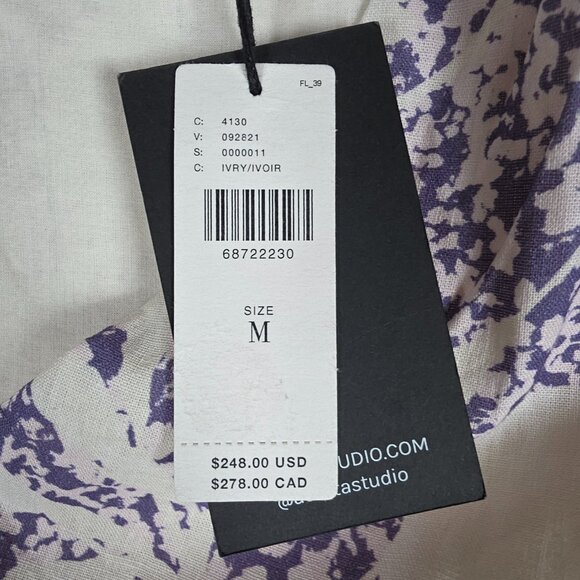 FL_39
C: 4130
V: 092821
S: 0000011
C: IVRY/IVOIR
68722230
SIZE
M
$248.00 USD
$278.00 CAD